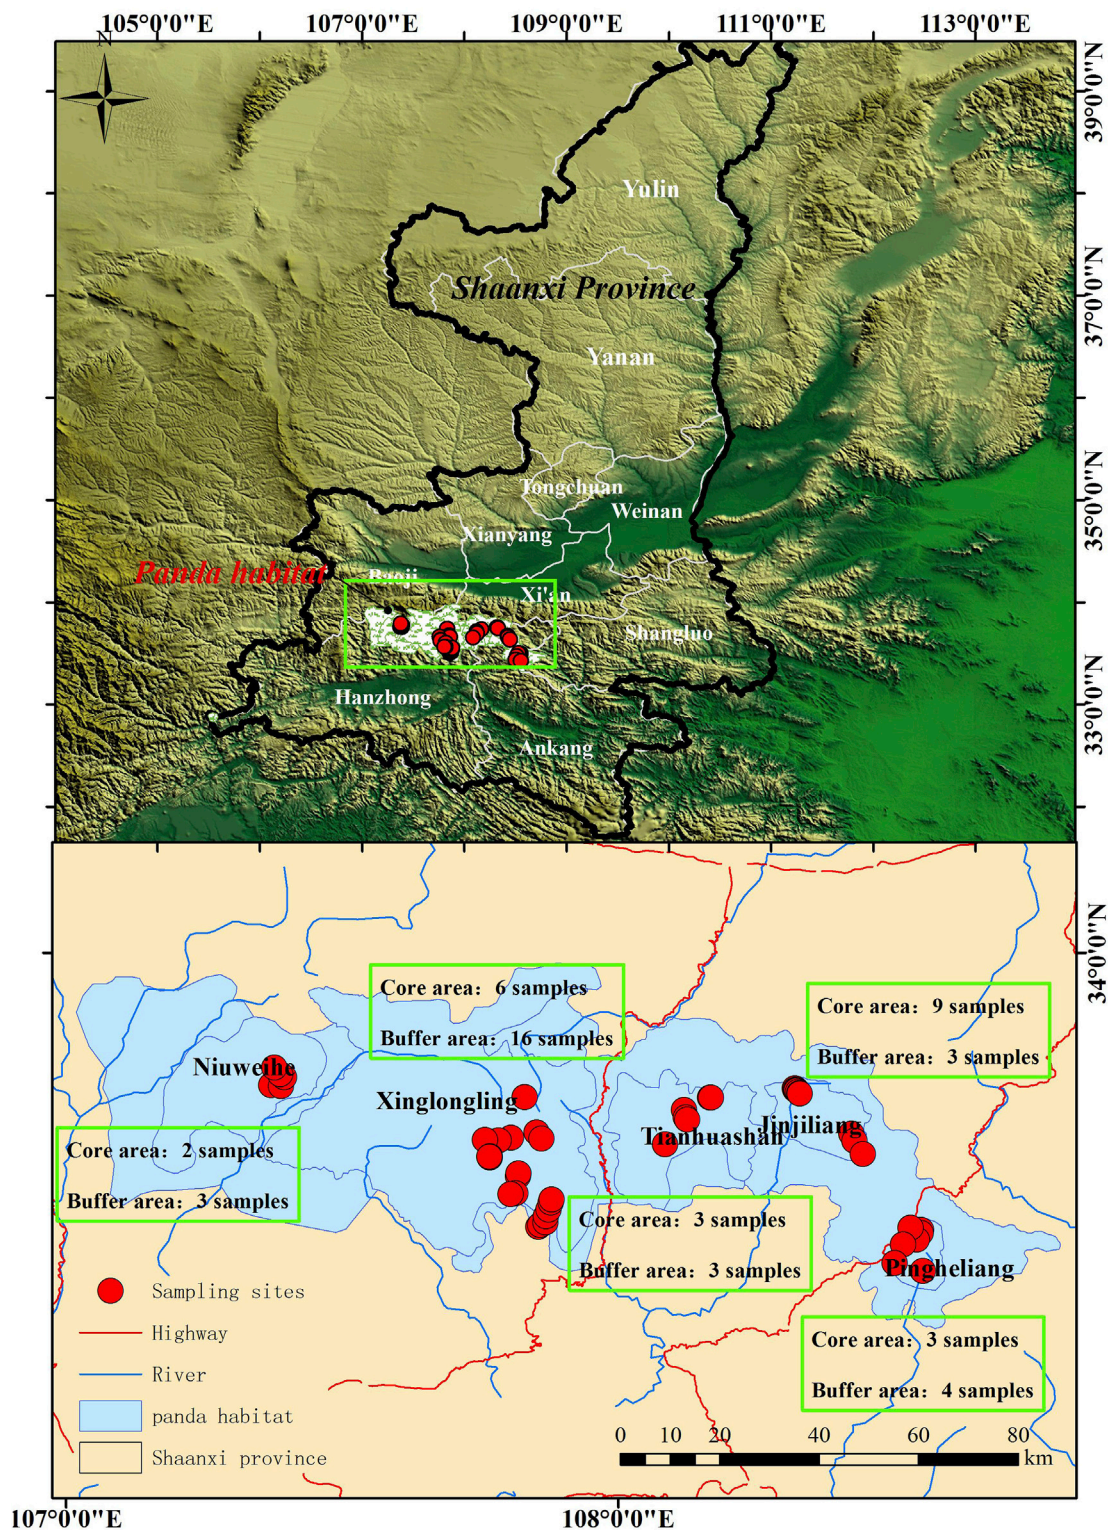 105°0'0"E 107°0'0"E 109°0'0"E 111°0'0"E 113°0'0"E
N
39°0'0"N
37°0'0"N
35°0'0"N
33°0'0"N
Yulin
Shaanxi Province
Yanan
Tongchuan
Weinan
Xianyang
Panda habitat
Baoji
Xi'an
Shangluo
Hanzhong
Ankang
34°0'0"N
Core area: 6 samples
Buffer area: 16 samples
Core area: 9 samples
Buffer area: 3 samples
Niuweihe
Xinglongling
Tianhuashan
Jinjiliang
Core area: 2 samples
Buffer area: 3 samples
Core area: 3 samples
Buffer area: 3 samples
Pingheliang
Core area: 3 samples
Buffer area: 4 samples
Sampling sites
Highway
River
panda habitat
Shaanxi province
0 10 20 40 60 80
km
107°0'0"E 108°0'0"E